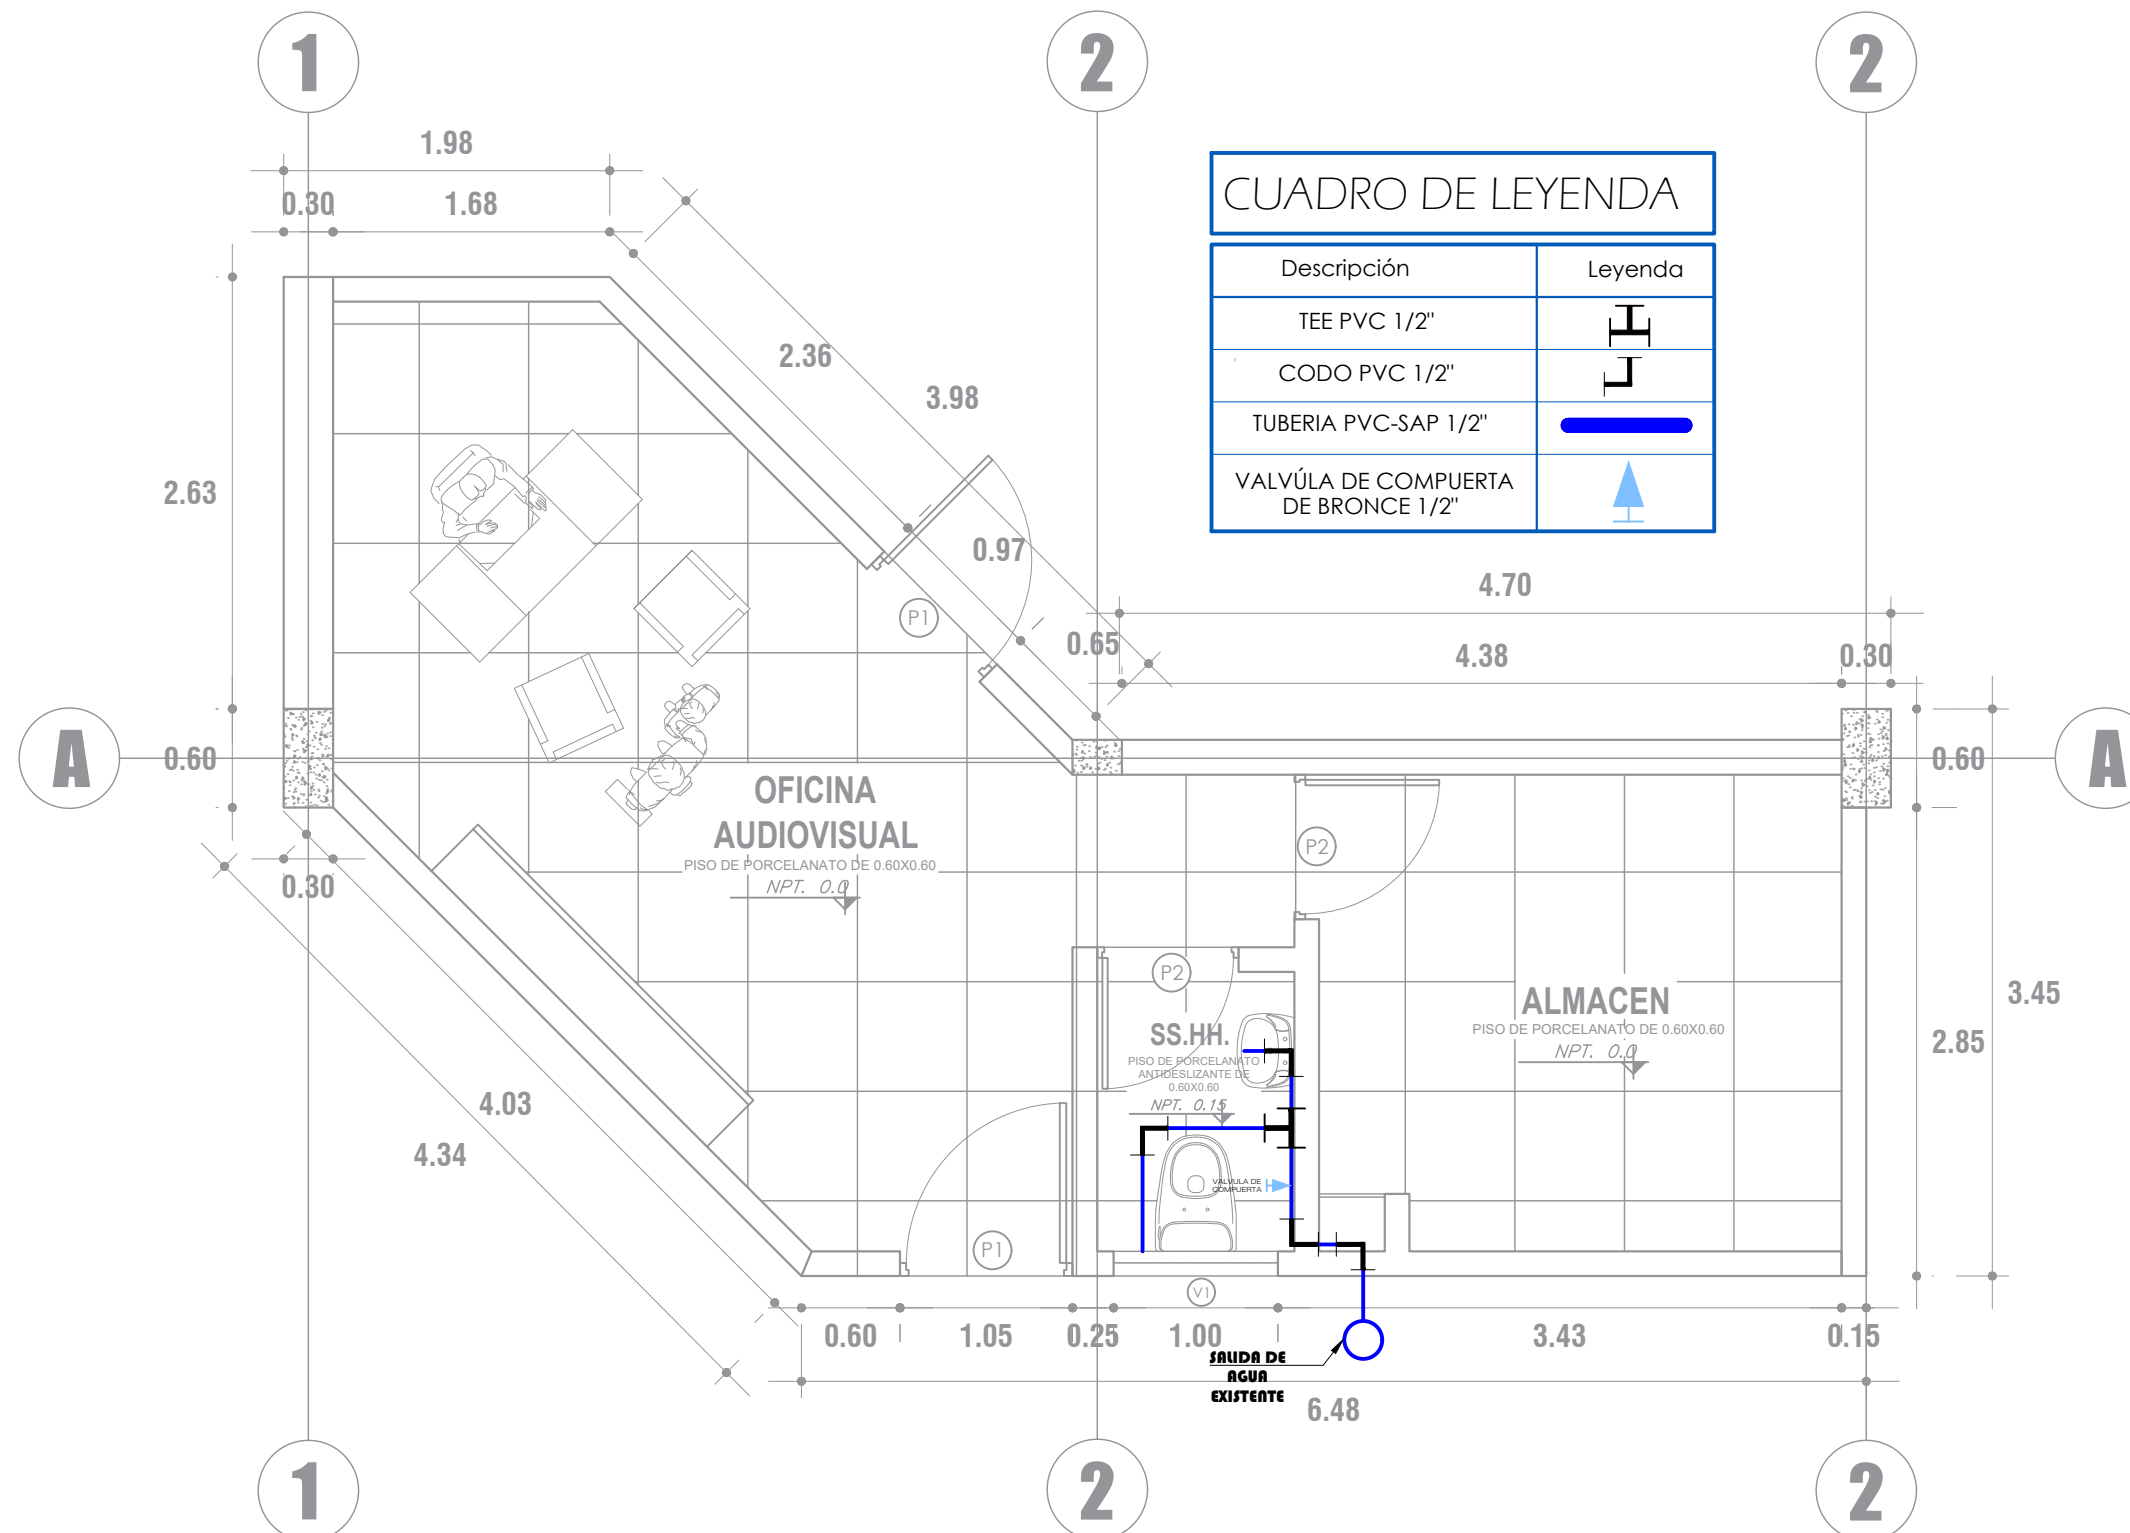 1
2
2
1.98
0.30
1.68
CUADRO DE LEYENDA
Descripción
Leyenda
TEE PVC 1/2"
CODO PVC 1/2"
TUBERIA PVC-SAP 1/2"
VALVÚLA DE COMPUERTA
DE BRONCE 1/2"
2.36
3.98
2.63
0.97
4.70
P1
0.65
4.38
0.30
A
0.60
0.60
A
OFICINA
AUDIOVISUAL
PISO DE PORCELANATO DE 0.60X0.60
NPT. 0.0
P2
0.30
P2
SS.HH.
PISO DE PORCELANATO
ANTIDESLIZANTE DE
0.60X0.60
NPT. 0.15
ALMACEN
PISO DE PORCELANATO DE 0.60X0.60
NPT. 0.0
3.45
2.85
4.03
4.34
VALVULA DE
COMPUERTA
P1
V1
0.60
1.05
0.25
1.00
3.43
0.15
SALIDA DE
AGUA
EXISTENTE
6.48
1
2
2